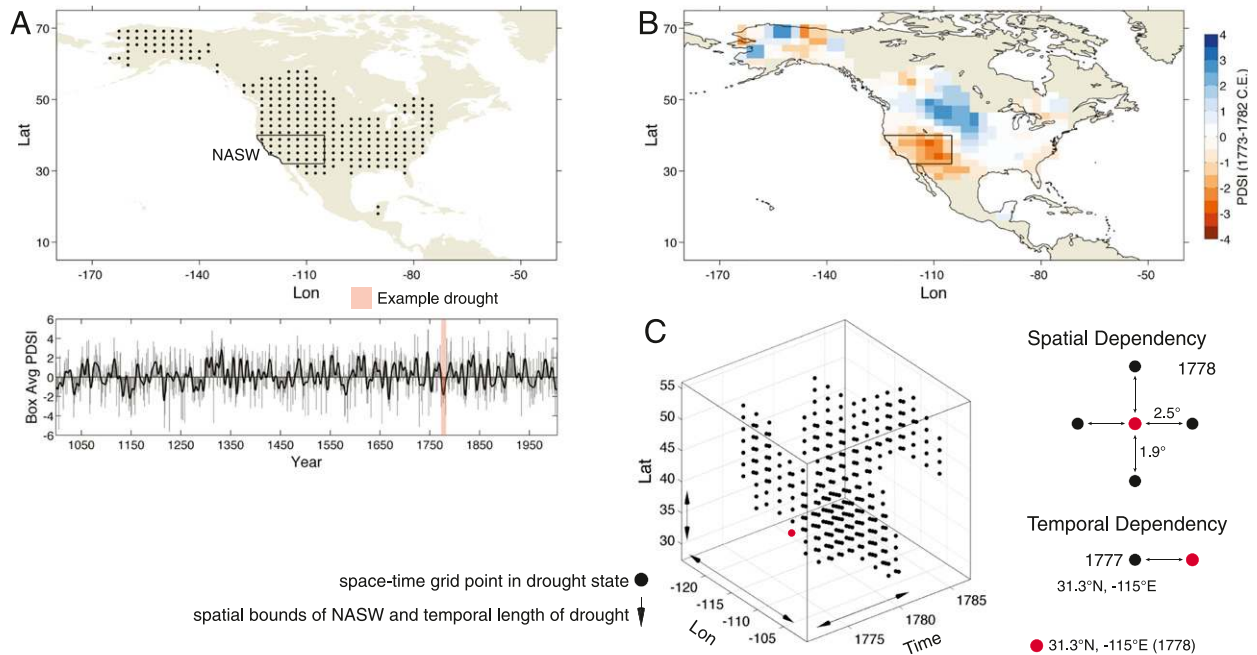 A
70
50
30
10
Lat
NASW
-170
-140
-110
-80
-50
Lon
Example drought
6
4
2
0
-2
-4
6
Box Avg PDSI
1050
1150
1250
1350
1450
1550
1650
1750
1850
1950
Year
B
70
50
30
10
Lat
-170
-140
-110
-80
-50
Lon
4
3
2
1
0
-1
-2
-3
-4
PDSI (1773-1782 C.E.)
C
55
50
45
40
35
30
Lat
-120
-115
-110
-105
Lon
1775
1780
1785
Time
space-time grid point in drought state
spatial bounds of NASW and temporal length of drought
Spatial Dependency
1778
2.5°
1.9°
Temporal Dependency
1777
31.3°N, -115°E
31.3°N, -115°E (1778)